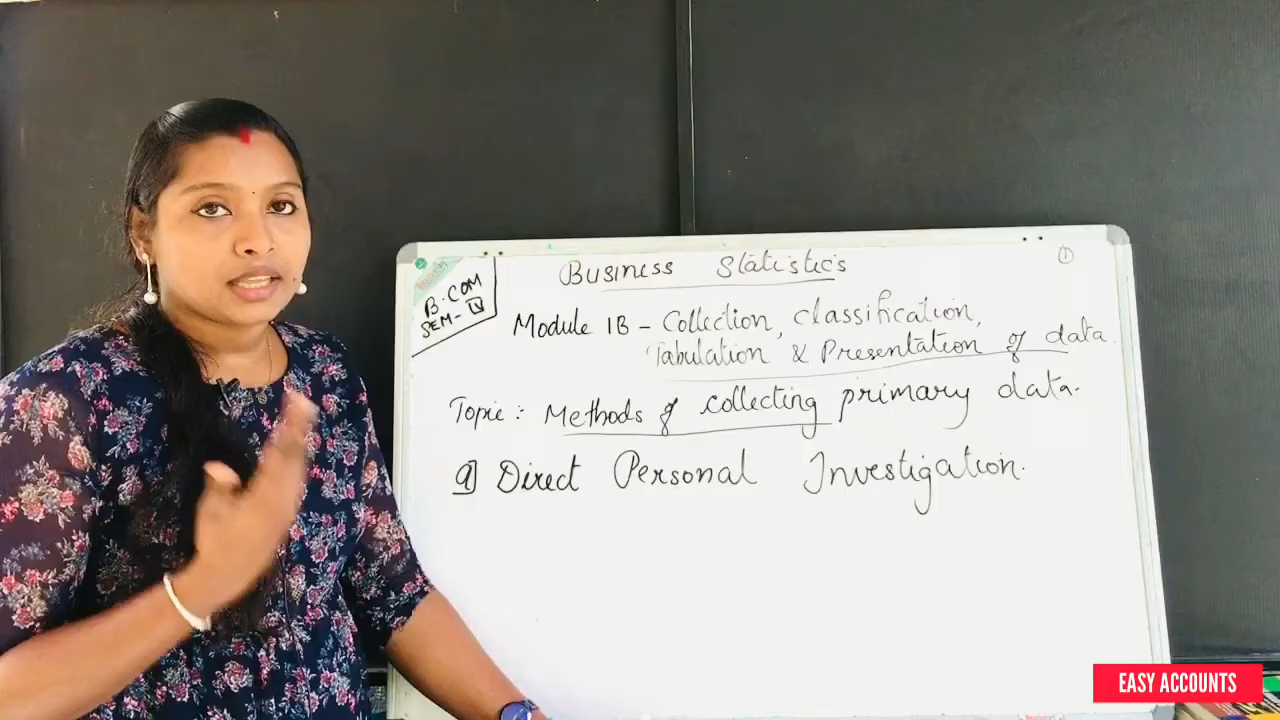 B.COM
SEM-IV
Business Statistics
①
Module 1B - Collection, classification,
Tabulation & Presentation of data.
Topic: Methods of collecting primary data.
a] Direct Personal Investigation.
EASY ACCOUNTS